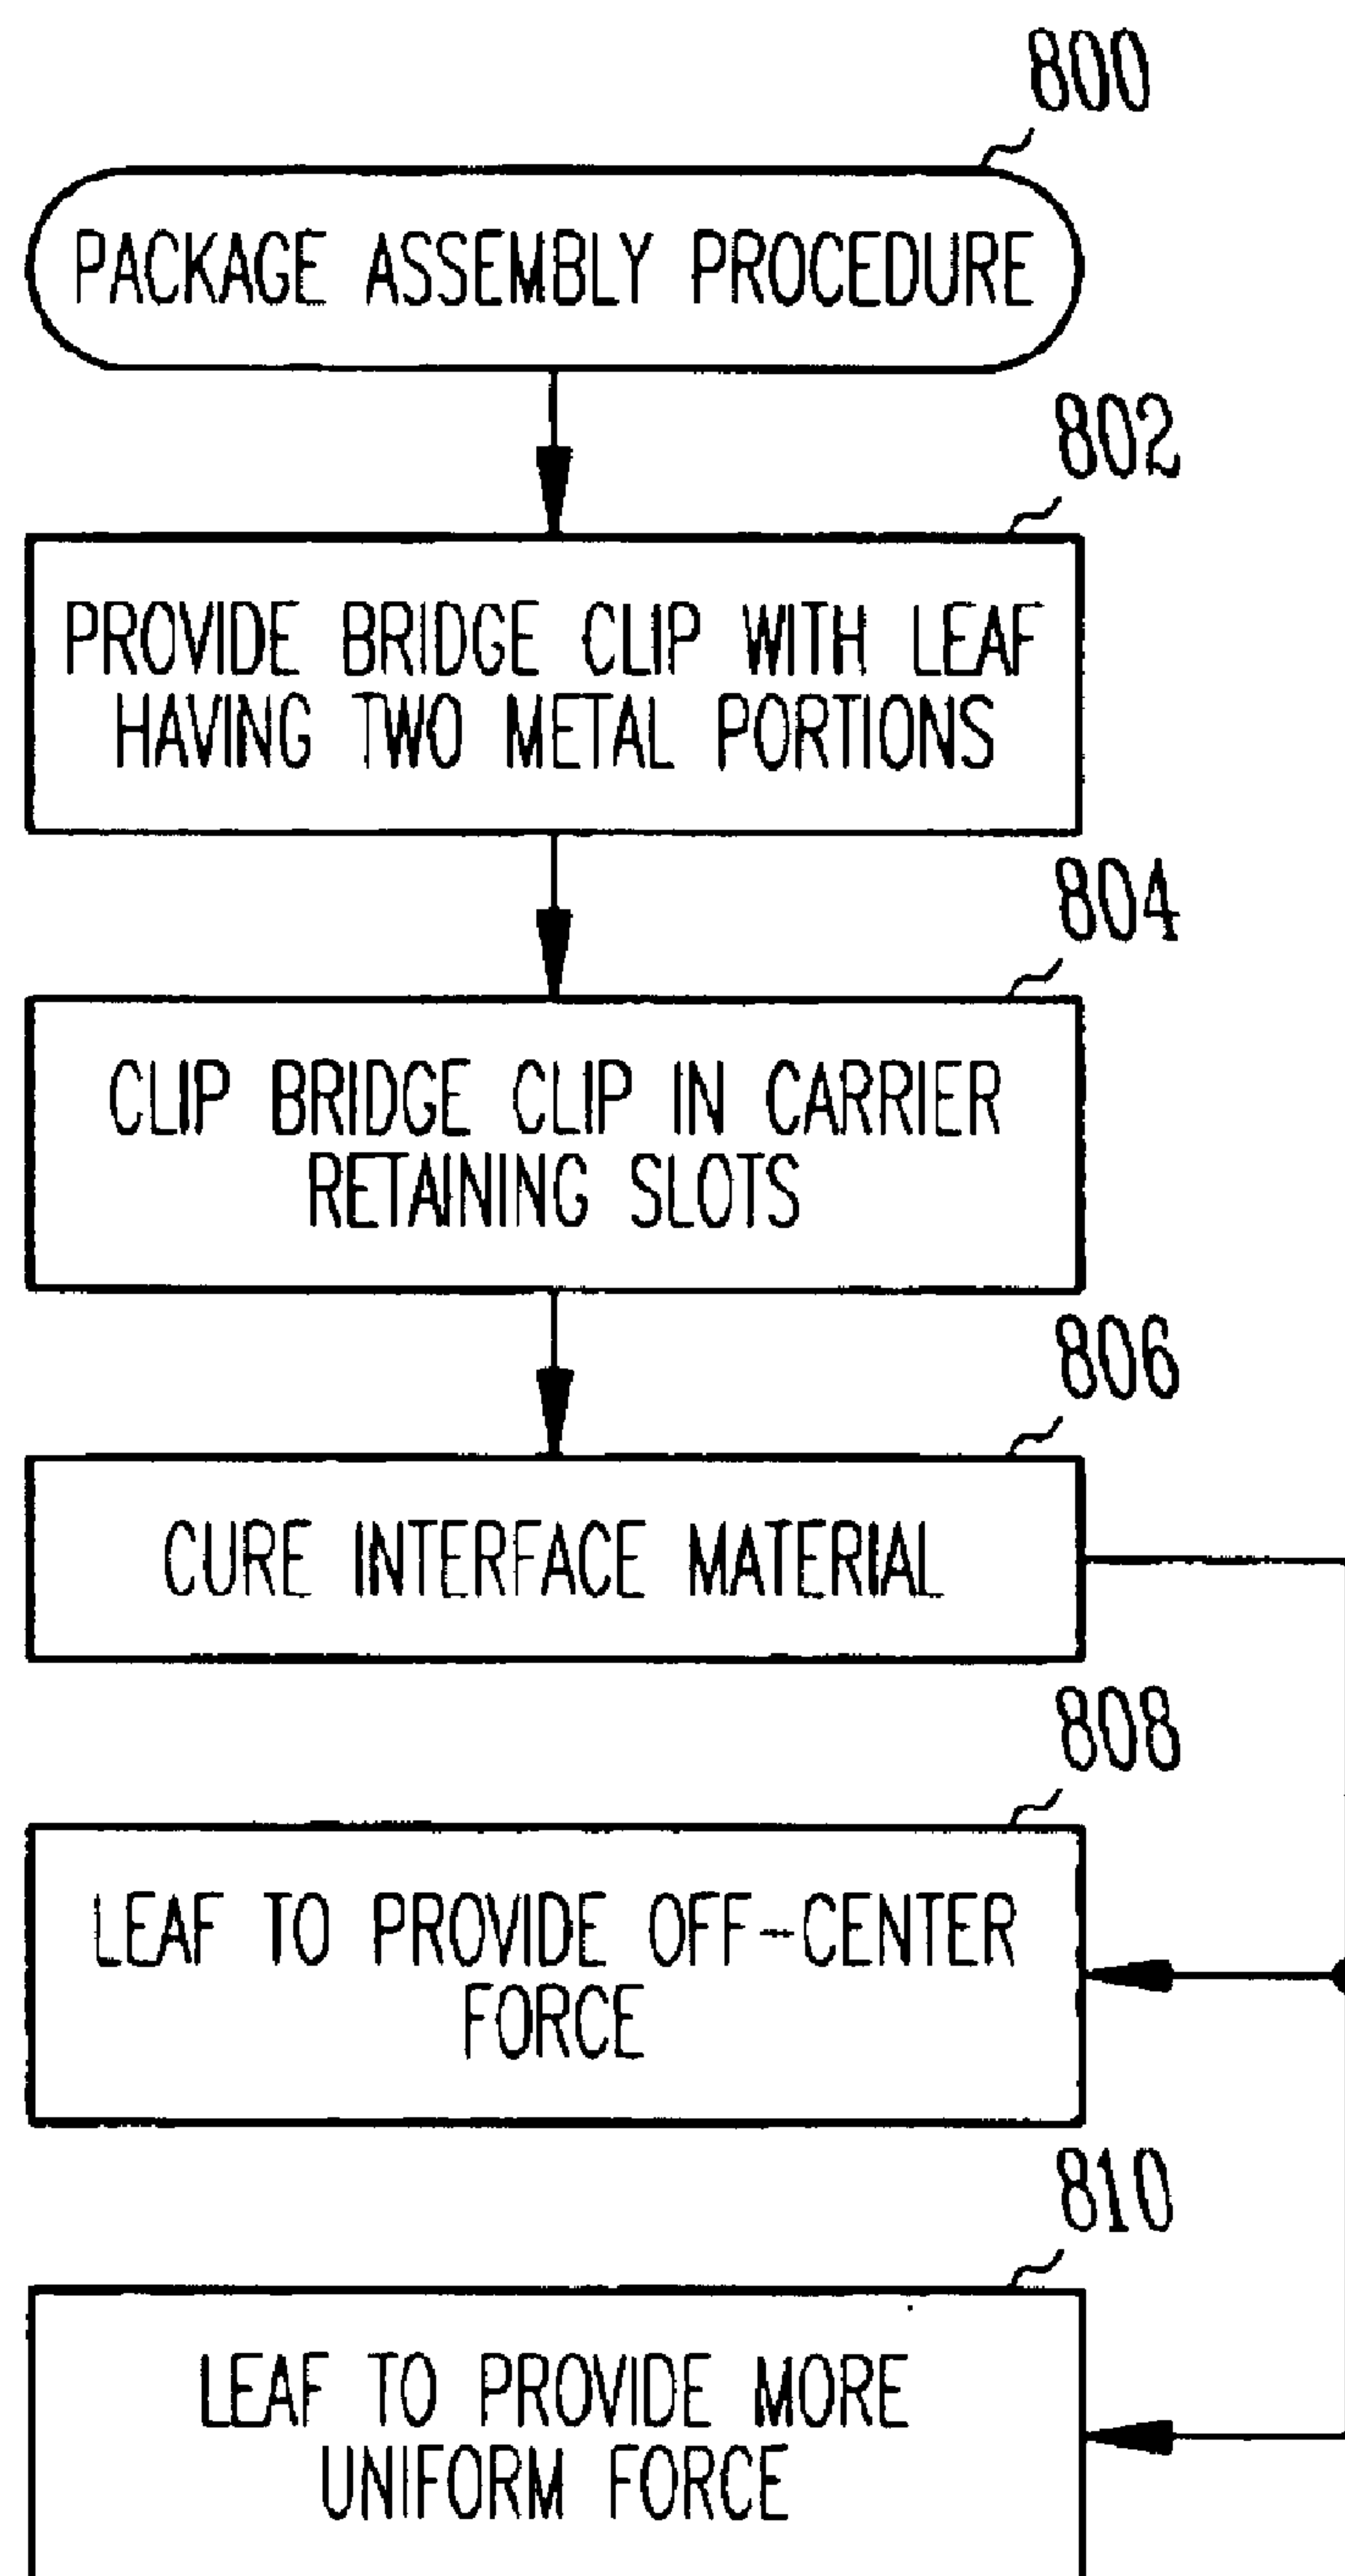 800
PACKAGE ASSEMBLY PROCEDURE
802
PROVIDE BRIDGE CLIP WITH LEAF
HAVING TWO METAL PORTIONS
804
CLIP BRIDGE CLIP IN CARRIER
RETAINING SLOTS
806
CURE INTERFACE MATERIAL
808
LEAF TO PROVIDE OFF-CENTER
FORCE
810
LEAF TO PROVIDE MORE
UNIFORM FORCE